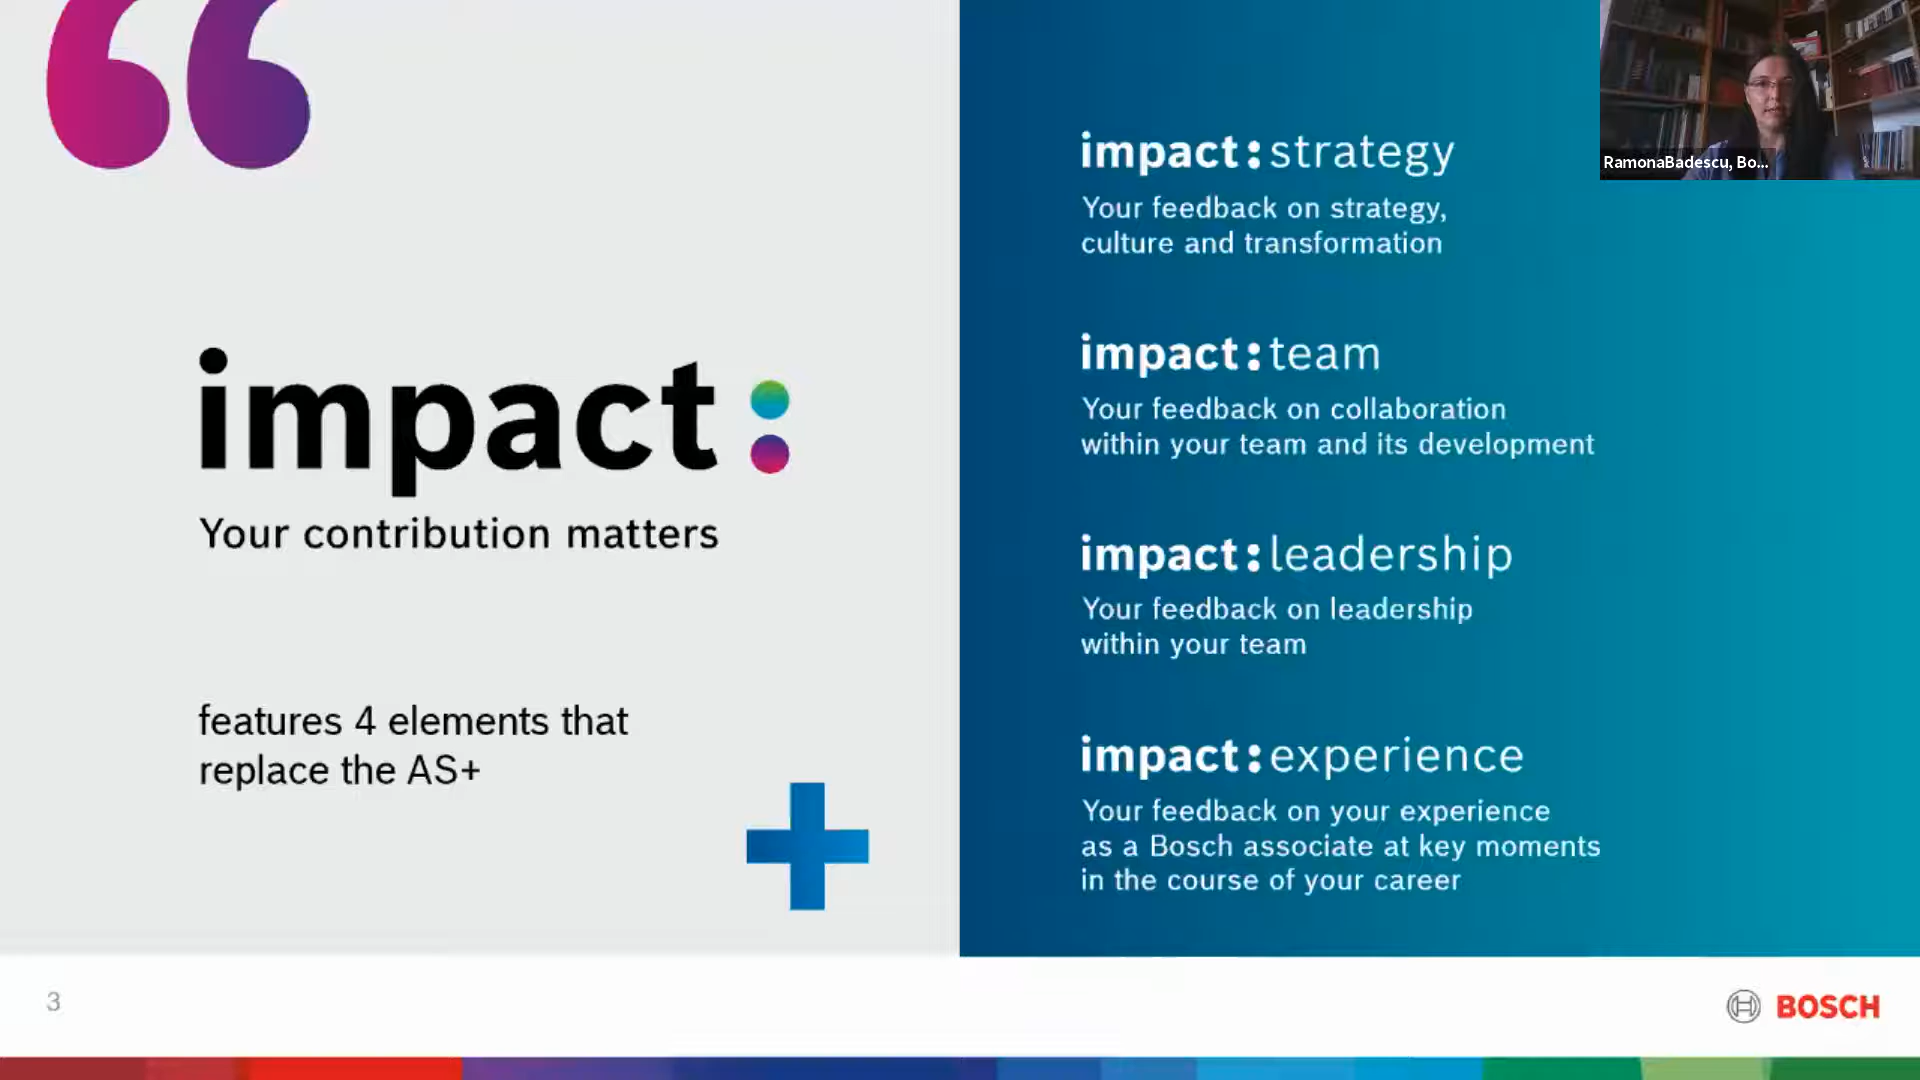 impact:
Your contribution matters
features 4 elements that
replace the AS+
impact:strategy
Your feedback on strategy,
culture and transformation
impact:team
Your feedback on collaboration
within your team and its development
impact:leadership
Your feedback on leadership
within your team
impact:experience
Your feedback on your experience
as a Bosch associate at key moments
in the course of your career
RamonaBadescu, Bo...
3
BOSCH